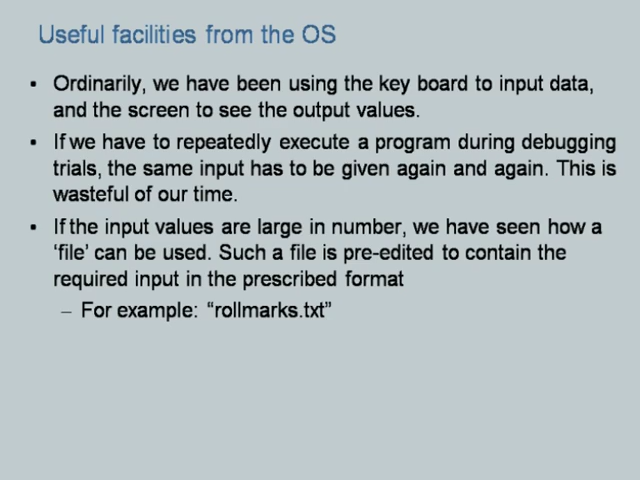 Useful facilities from the OS
▪ Ordinarily, we have been using the key board to input data,
and the screen to see the output values.
▪ If we have to repeatedly execute a program during debugging
trials, the same input has to be given again and again. This is
wasteful of our time.
▪ If the input values are large in number, we have seen how a
‘file’ can be used. Such a file is pre-edited to contain the
required input in the prescribed format
– For example: “rollmarks.txt”